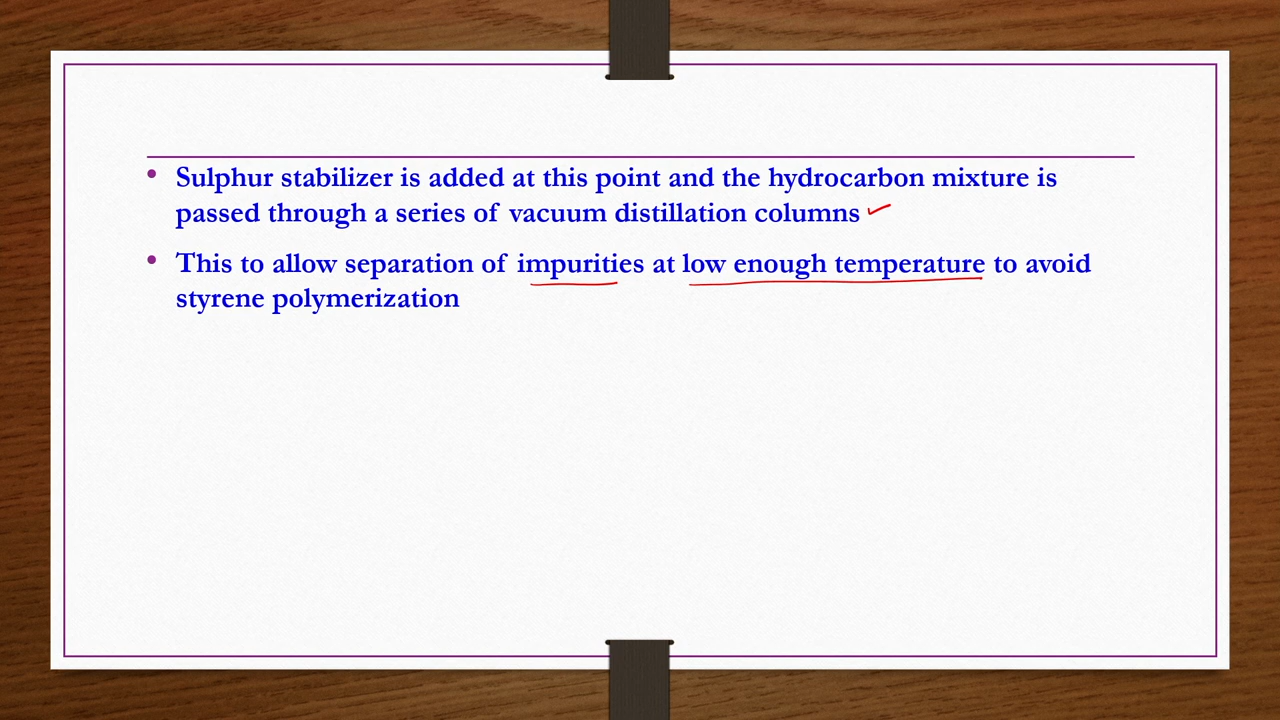 • Sulphur stabilizer is added at this point and the hydrocarbon mixture is
passed through a series of vacuum distillation columns
• This to allow separation of impurities at low enough temperature to avoid
styrene polymerization